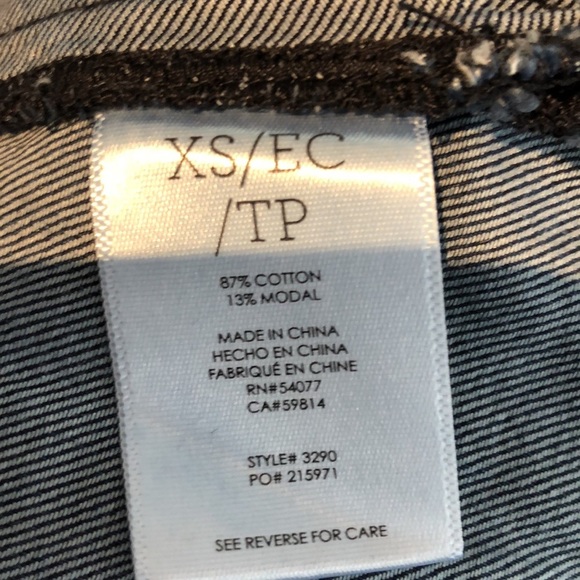 XS/EC
/TP
87% COTTON
13% MODAL
MADE IN CHINA
HECHO EN CHINA
FABRIQUÉ EN CHINE
RN#54077
CA#59814
STYLE# 3290
PO# 215971
SEE REVERSE FOR CARE